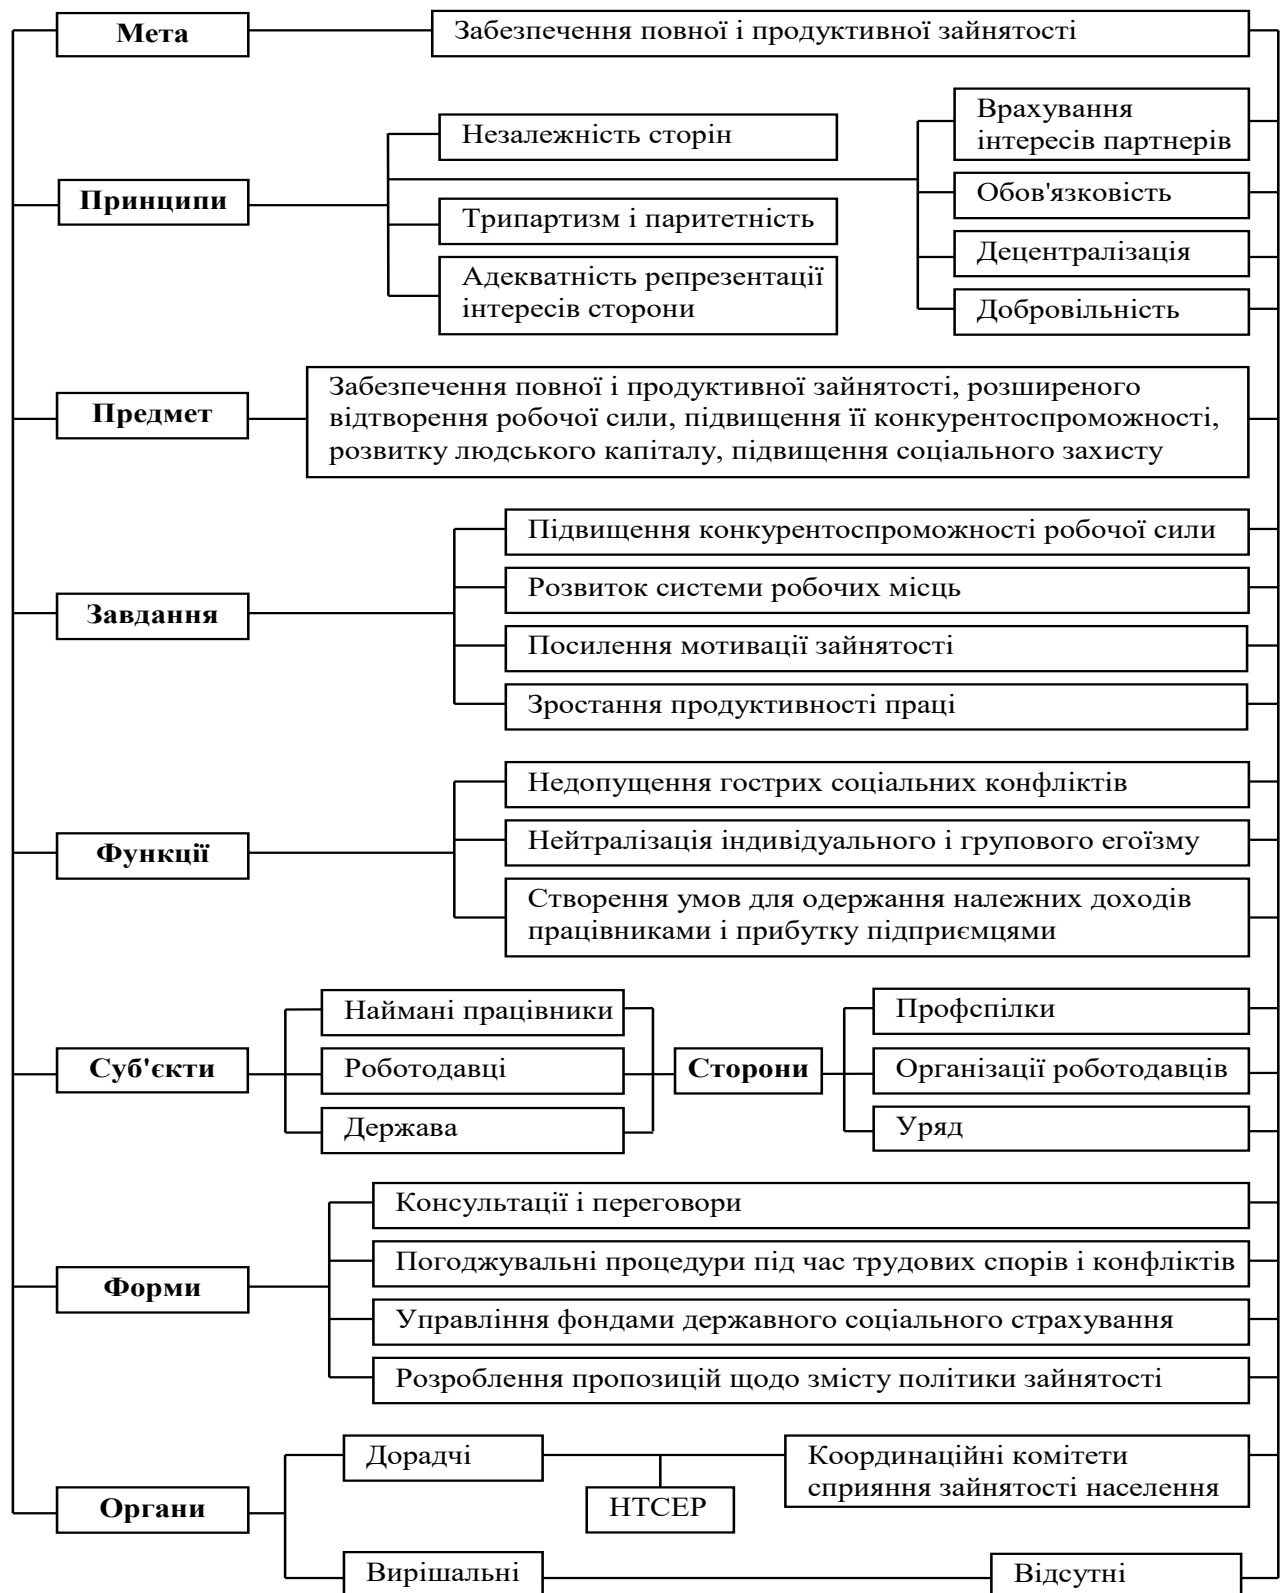 Мета
Забезпечення повної і продуктивної зайнятості
Принципи
Незалежність сторін
Трипартизм і паритетність
Адекватність репрезентації
інтересів сторони
Врахування
інтересів партнерів
Обов'язковість
Децентралізація
Добровільність
Предмет
Забезпечення повної і продуктивної зайнятості, розширеного
відтворення робочої сили, підвищення її конкурентоспроможності,
розвитку людського капіталу, підвищення соціального захисту
Завдання
Підвищення конкурентоспроможності робочої сили
Розвиток системи робочих місць
Посилення мотивації зайнятості
Зростання продуктивності праці
Функції
Недопущення гострих соціальних конфліктів
Нейтралізація індивідуального і групового егоїзму
Створення умов для одержання належних доходів
працівниками і прибутку підприємцями
Суб'єкти
Наймані працівники
Роботодавці
Держава
Сторони
Профспілки
Організації роботодавців
Уряд
Форми
Консультації і переговори
Погоджувальні процедури під час трудових спорів і конфліктів
Управління фондами державного соціального страхування
Розроблення пропозицій щодо змісту політики зайнятості
Органи
Дорадчі
НТСЕР
Координаційні комітети
сприяння зайнятості населення
Вирішальні
Відсутні